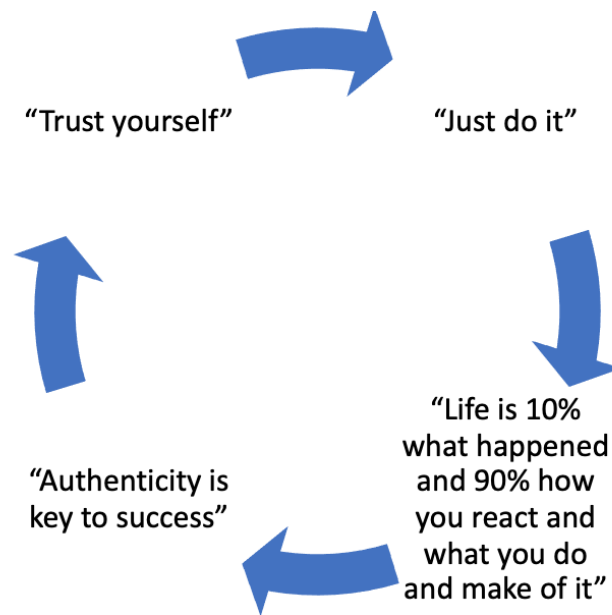 “Trust yourself”
“Just do it”
“Life is 10%
what happened
and 90% how
you react and
what you do
and make of it”
“Authenticity is
key to success”